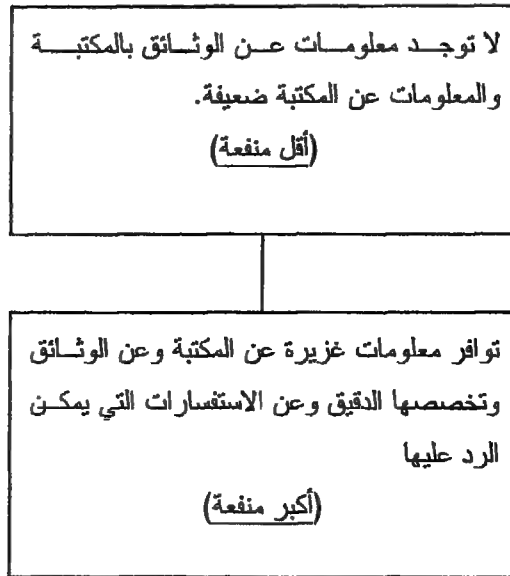 لا توجد معلومات عن الوثائق بالمكتبة
والمعلومات عن المكتبة ضعيفة.
(أقل منفعة)
توافر معلومات غزيرة عن المكتبة وعن الوثائق
وتخصصها الدقيق وعن الاستفسارات التي يمكن
الرد عليها
(أكبر منفعة)